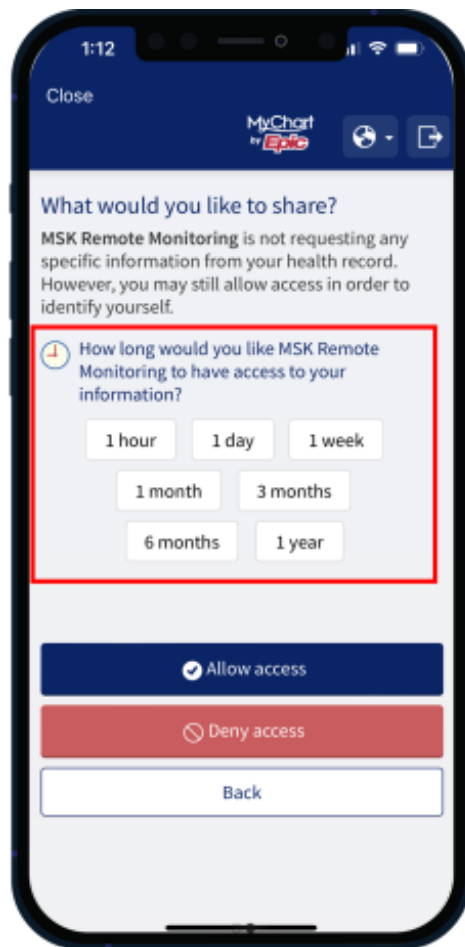 1:12
Close
MyChart
by Epic
What would you like to share?
MSK Remote Monitoring is not requesting any
specific information from your health record.
However, you may still allow access in order to
identify yourself.
How long would you like MSK Remote
Monitoring to have access to your
information?
1 hour 1 day 1 week
1 month 3 months
6 months 1 year
Allow access
Deny access
Back